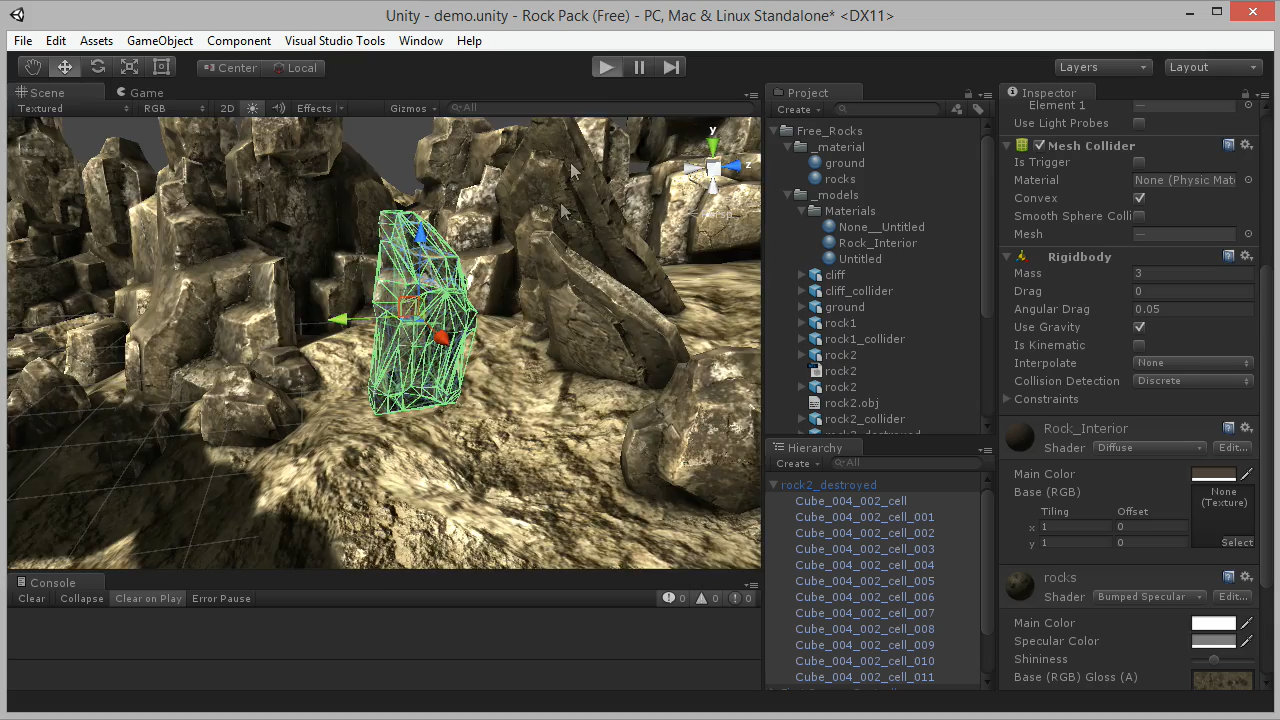 Unity - demo.unity - Rock Pack (Free) - PC, Mac & Linux Standalone* <DX11>
File Edit Assets GameObject Component Visual Studio Tools Window Help
Center Local Layers Layout
Scene Game
Textured RGB 2D Effects Gizmos All
y
z
Persp
Console
Clear Collapse Clear on Play Error Pause 0 0 0
Project
Create
Free_Rocks
_material
ground
rocks
_models
Materials
None__Untitled
Rock_Interior
Untitled
cliff
cliff_collider
ground
rock1
rock1_collider
rock2
rock2
rock2
rock2.obj
rock2_collider
rock2_destroyed
Hierarchy
Create All
rock2_destroyed
Cube_004_002_cell
Cube_004_002_cell_001
Cube_004_002_cell_002
Cube_004_002_cell_003
Cube_004_002_cell_004
Cube_004_002_cell_005
Cube_004_002_cell_006
Cube_004_002_cell_007
Cube_004_002_cell_008
Cube_004_002_cell_009
Cube_004_002_cell_010
Cube_004_002_cell_011
Inspector
Element 1 —
Use Light Probes
Mesh Collider
Is Trigger
Material None (Physic Mat
Convex
Smooth Sphere Colli
Mesh —
Rigidbody
Mass 3
Drag 0
Angular Drag 0.05
Use Gravity
Is Kinematic
Interpolate None
Collision Detection Discrete
Constraints
Rock_Interior
Shader Diffuse Edit...
Main Color
Base (RGB) None
(Texture)
Tiling Offset
x 1 0
y 1 0 Select
rocks
Shader Bumped Specular Edit...
Main Color
Specular Color
Shininess
Base (RGB) Gloss (A)